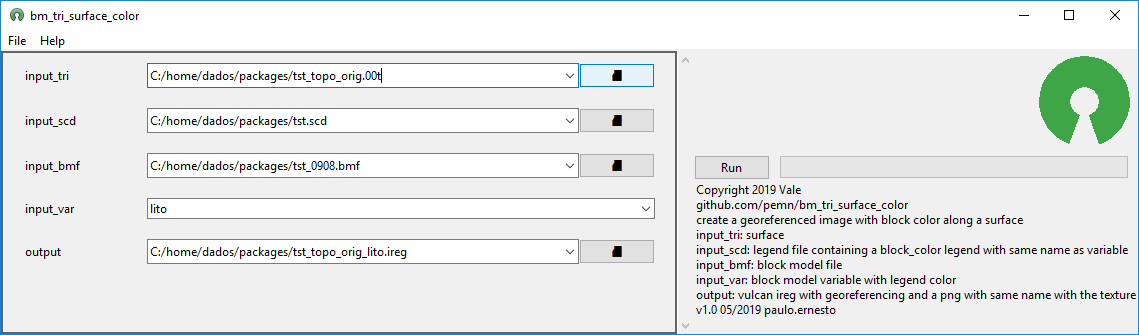 bm_tri_surface_color
File Help
input_tri C:/home/dados/packages/tst_topo_orig.00t
input_scd C:/home/dados/packages/tst.scd
input_bmf C:/home/dados/packages/tst_0908.bmf
input_var lito
output C:/home/dados/packages/tst_topo_orig_lito.ireg
Run
Copyright 2019 Vale
github.com/pemn/bm_tri_surface_color
create a georeferenced image with block color along a surface
input_tri: surface
input_scd: legend file containing a block_color legend with same name as variable
input_bmf: block model file
input_var: block model variable with legend color
output: vulcan ireg with georeferencing and a png with same name with the texture
v1.0 05/2019 paulo.ernesto